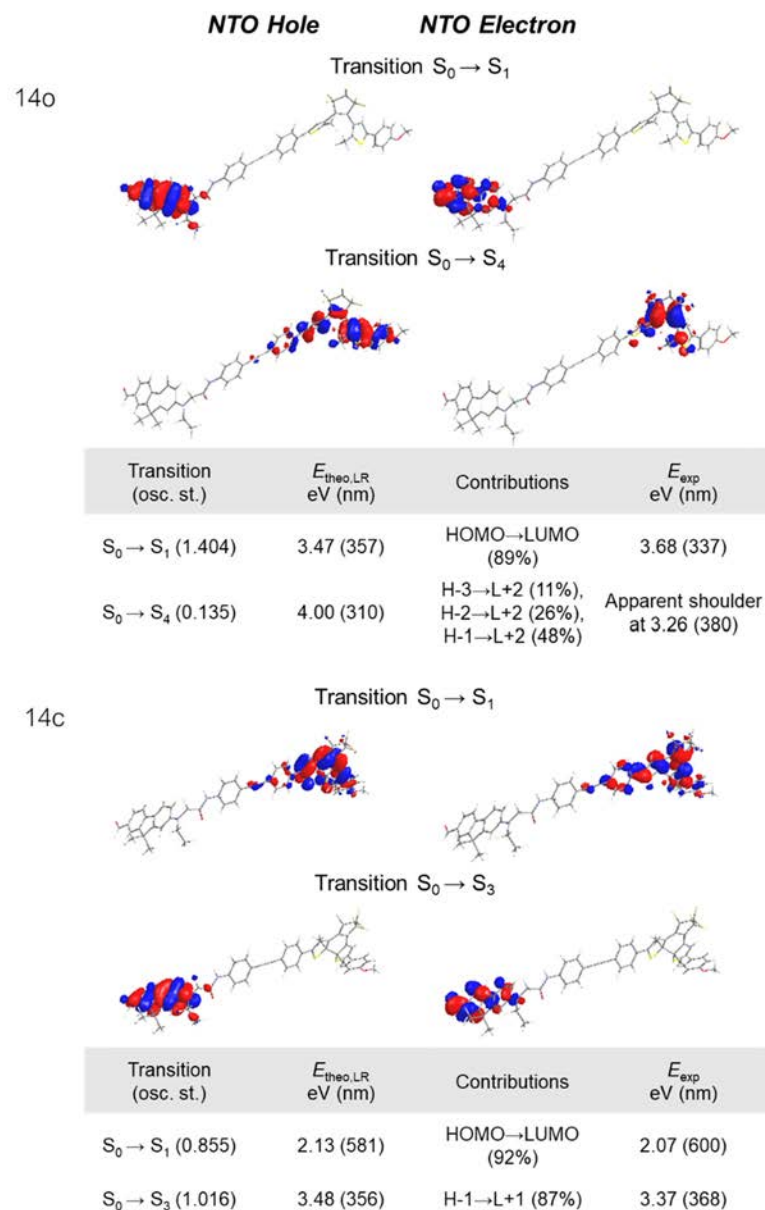 NTO Hole NTO Electron
Transition S₀ → S₁
14o
Transition S₀ → S₄
Transition (osc. st.) E_theo,LR eV (nm) Contributions E_exp eV (nm)
S₀ → S₁ (1.404) 3.47 (357) HOMO→LUMO (89%) 3.68 (337)
S₀ → S₄ (0.135) 4.00 (310) H-3→L+2 (11%), H-2→L+2 (26%), H-1→L+2 (48%) Apparent shoulder at 3.26 (380)
Transition S₀ → S₁
14c
Transition S₀ → S₃
Transition (osc. st.) E_theo,LR eV (nm) Contributions E_exp eV (nm)
S₀ → S₁ (0.855) 2.13 (581) HOMO→LUMO (92%) 2.07 (600)
S₀ → S₃ (1.016) 3.48 (356) H-1→L+1 (87%) 3.37 (368)